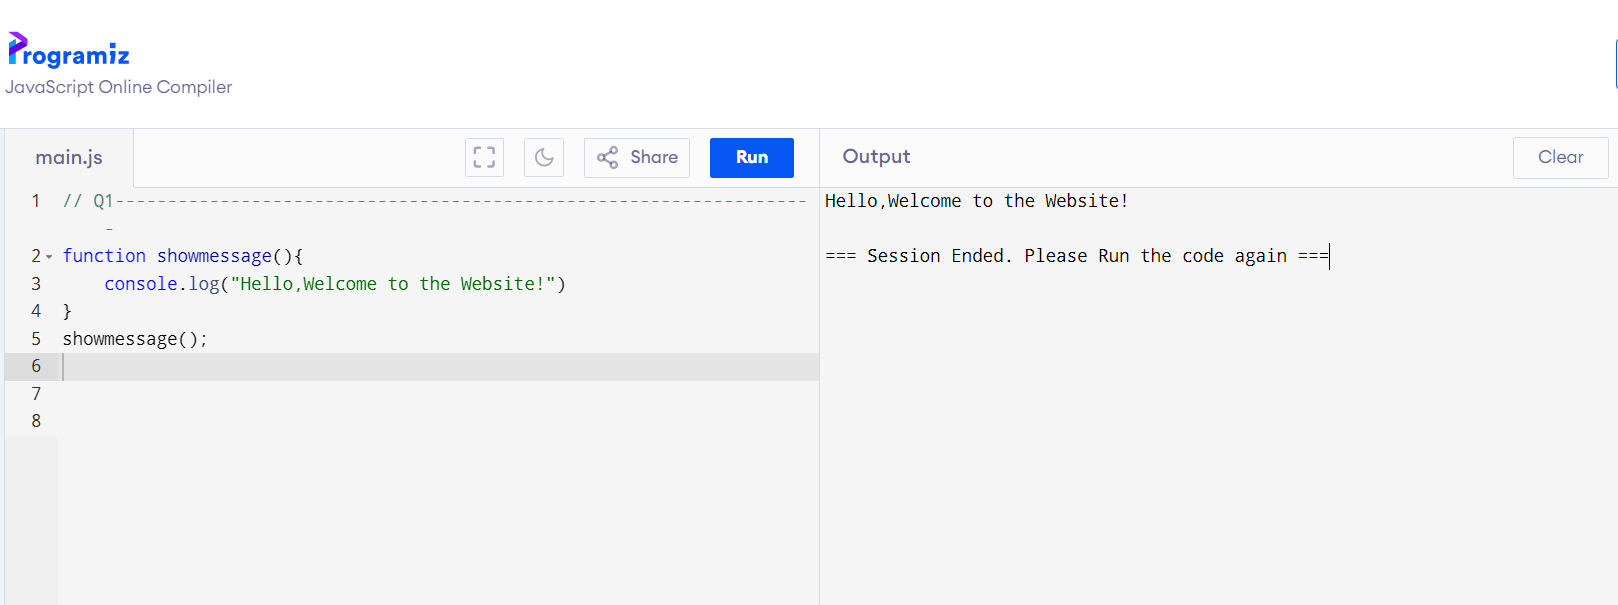 Programiz
JavaScript Online Compiler
main.js
Share
Run
Output
Clear
1 // Q1------------------------------------------------------------------
-
2 function showmessage(){
3     console.log("Hello,Welcome to the Website!")
4 }
5 showmessage();
6
7
8
Hello,Welcome to the Website!
=== Session Ended. Please Run the code again ===